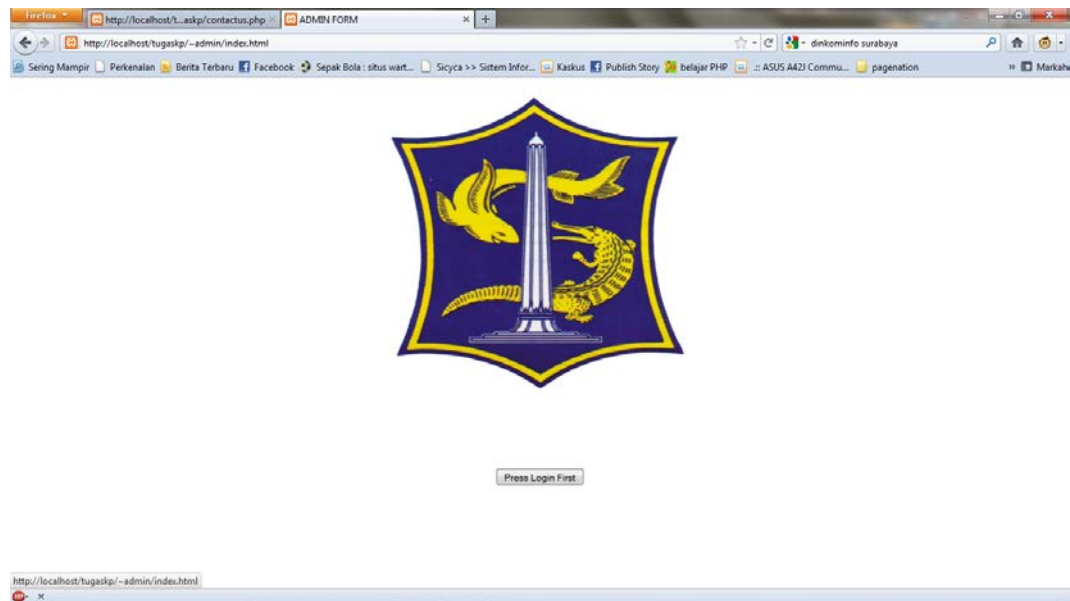 Firefox
http://localhost/t...askp/contactus.php
ADMIN FORM
http://localhost/tugaskp/~admin/index.html
dinkominfo surabaya
Sering Mampir Perkenalan Berita Terbaru Facebook Sepak Bola : situs wart... Sicyca >> Sistem Infor... Kaskus Publish Story belajar PHP .:: ASUS A42J Commu... pagenation » Markah
Press Login First
http://localhost/tugaskp/~admin/index.html